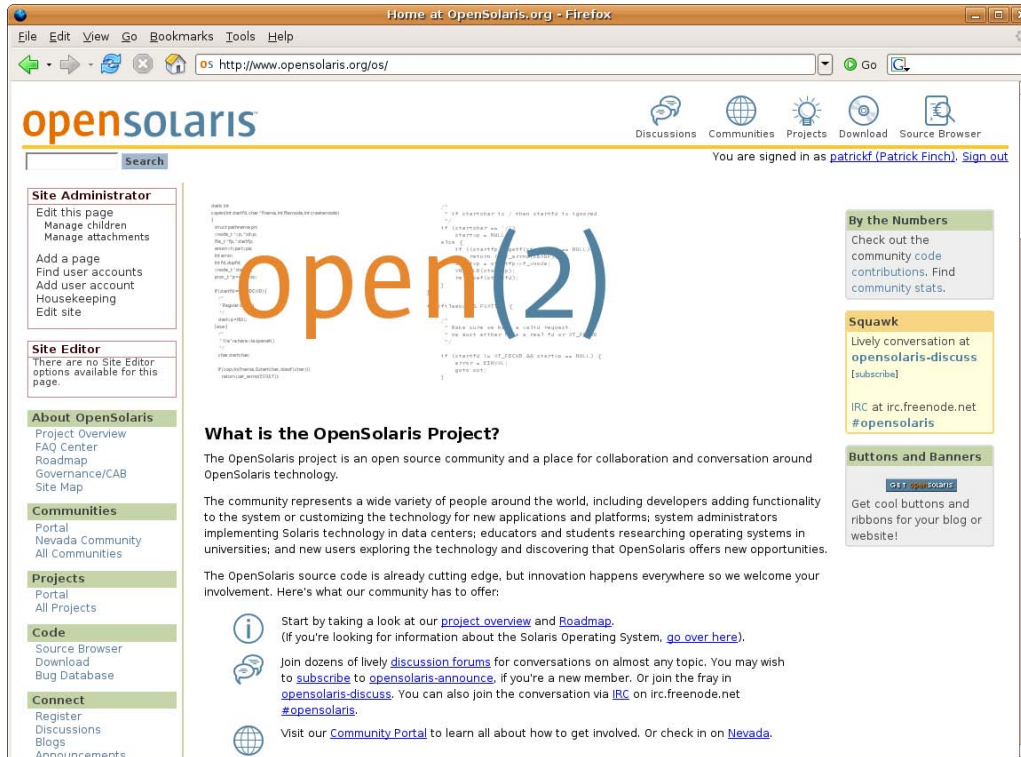 Home at OpenSolaris.org - Firefox
File Edit View Go Bookmarks Tools Help
os http://www.opensolaris.org/os/ Go G
opensolaris
Discussions Communities Projects Download Source Browser
Search
You are signed in as patrickf (Patrick Finch). Sign out
Site Administrator
Edit this page
Manage children
Manage attachments
Add a page
Find user accounts
Add user account
Housekeeping
Edit site
Site Editor
There are no Site Editor
options available for this
page.
About OpenSolaris
Project Overview
FAQ Center
Roadmap
Governance/CAB
Site Map
Communities
Portal
Nevada Community
All Communities
Projects
Portal
All Projects
Code
Source Browser
Download
Bug Database
Connect
Register
Discussions
Blogs
Announcements
open(2)
What is the OpenSolaris Project?
The OpenSolaris project is an open source community and a place for collaboration and conversation around
OpenSolaris technology.
The community represents a wide variety of people around the world, including developers adding functionality
to the system or customizing the technology for new applications and platforms; system administrators
implementing Solaris technology in data centers; educators and students researching operating systems in
universities; and new users exploring the technology and discovering that OpenSolaris offers new opportunities.
The OpenSolaris source code is already cutting edge, but innovation happens everywhere so we welcome your
involvement. Here's what our community has to offer:
Start by taking a look at our project overview and Roadmap.
(If you're looking for information about the Solaris Operating System, go over here).
Join dozens of lively discussion forums for conversations on almost any topic. You may wish
to subscribe to opensolaris-announce, if you're a new member. Or join the fray in
opensolaris-discuss. You can also join the conversation via IRC on irc.freenode.net
#opensolaris.
Visit our Community Portal to learn all about how to get involved. Or check in on Nevada.
By the Numbers
Check out the
community code
contributions. Find
community stats.
Squawk
Lively conversation at
opensolaris-discuss
[subscribe]
IRC at irc.freenode.net
#opensolaris
Buttons and Banners
GET opensolaris
Get cool buttons and
ribbons for your blog or
website!